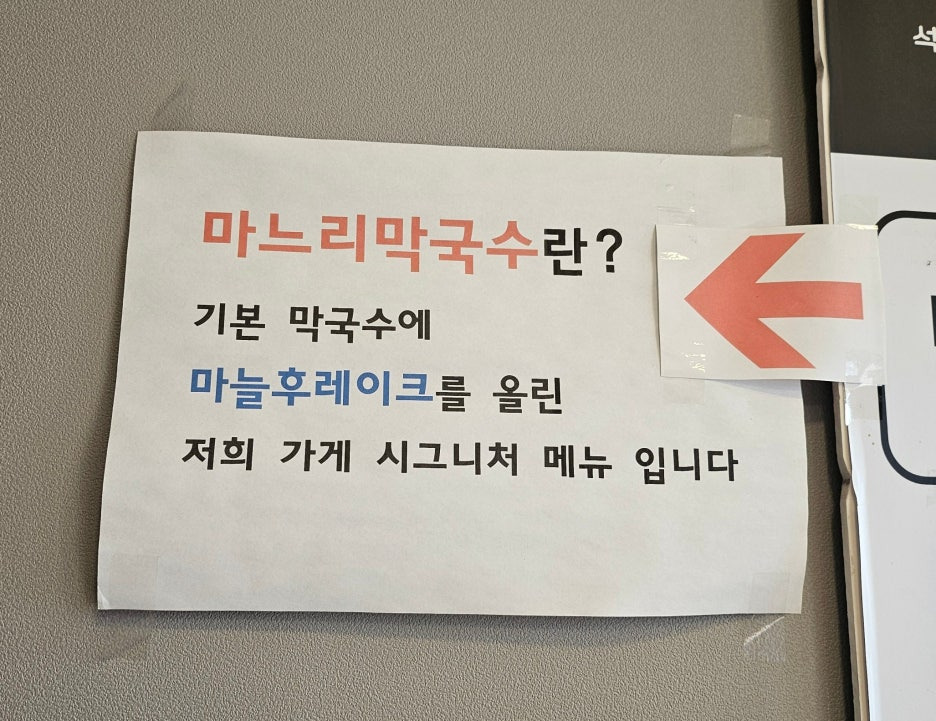 마느리막국수란?
기본 막국수에
마늘후레이크를 올린
저희 가게 시그니처 메뉴 입니다